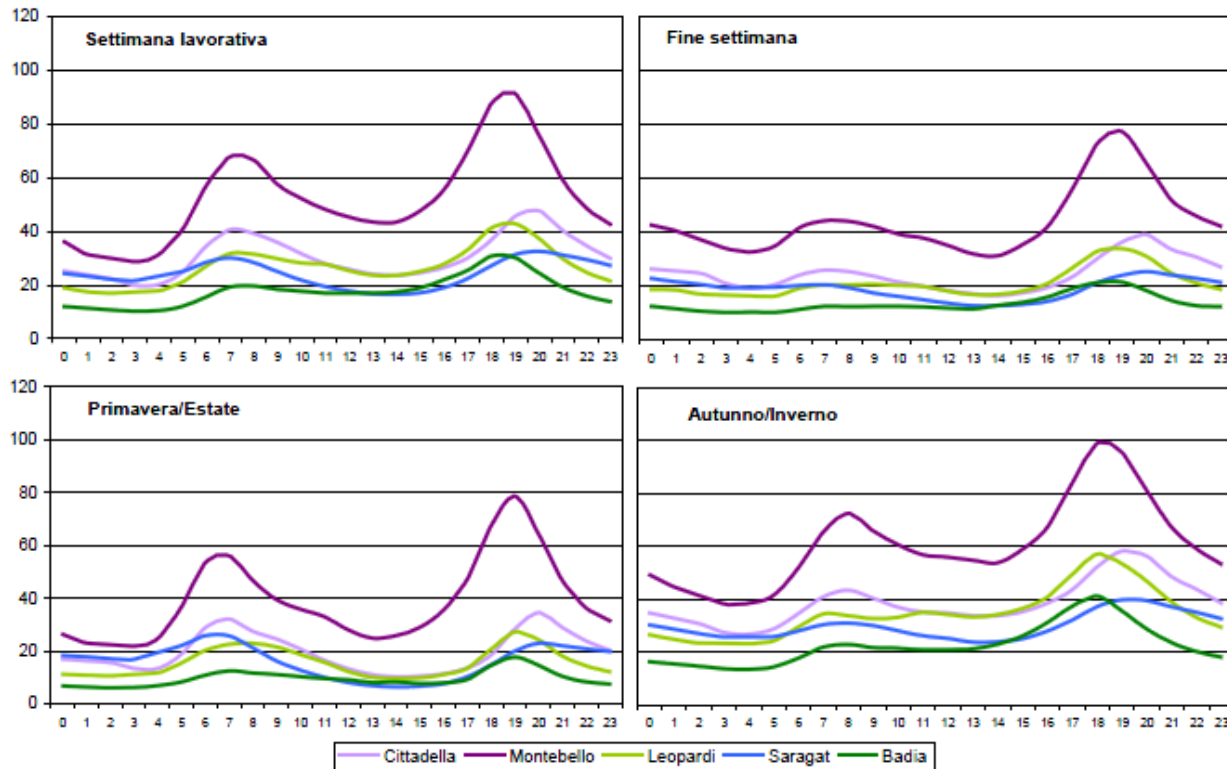 120
100
80
60
40
20
0
Settimana lavorativa
0 1 2 3 4 5 6 7 8 9 10 11 12 13 14 15 16 17 18 19 20 21 22 23
Fine settimana
0 1 2 3 4 5 6 7 8 9 10 11 12 13 14 15 16 17 18 19 20 21 22 23
120
100
80
60
40
20
0
Primavera/Estate
0 1 2 3 4 5 6 7 8 9 10 11 12 13 14 15 16 17 18 19 20 21 22 23
Autunno/Inverno
0 1 2 3 4 5 6 7 8 9 10 11 12 13 14 15 16 17 18 19 20 21 22 23
Cittadella Montebello Leopardi Saragat Badia